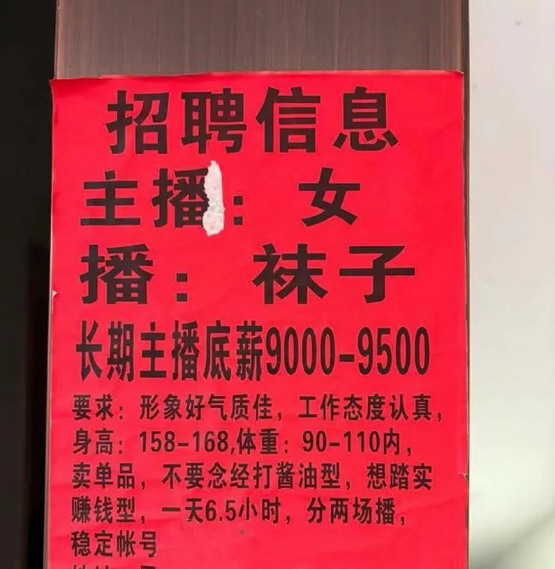 招聘信息
主播：女
播：袜子
长期主播底薪9000-9500
要求：形象好气质佳，工作态度认真，
身高：158-168,体重：90-110内，
卖单品，不要念经打酱油型，想踏实
赚钱型，一天6.5小时，分两场播，
稳定帐号